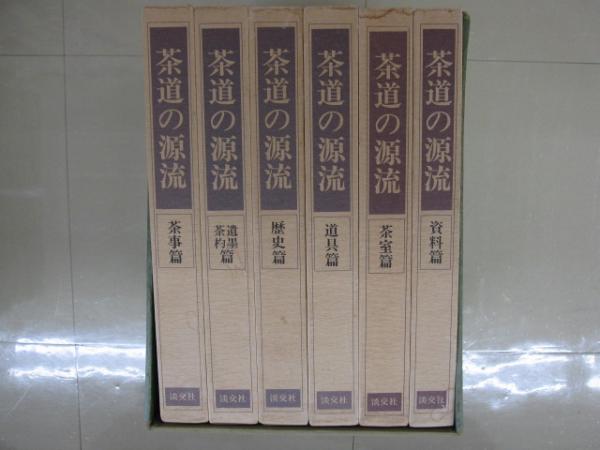 茶道の源流
茶事篇
淡交社
茶道の源流
遺墨
茶杓
篇
淡交社
茶道の源流
歴史篇
淡交社
茶道の源流
道具篇
淡交社
茶道の源流
茶室篇
淡交社
茶道の源流
資料篇
淡交社